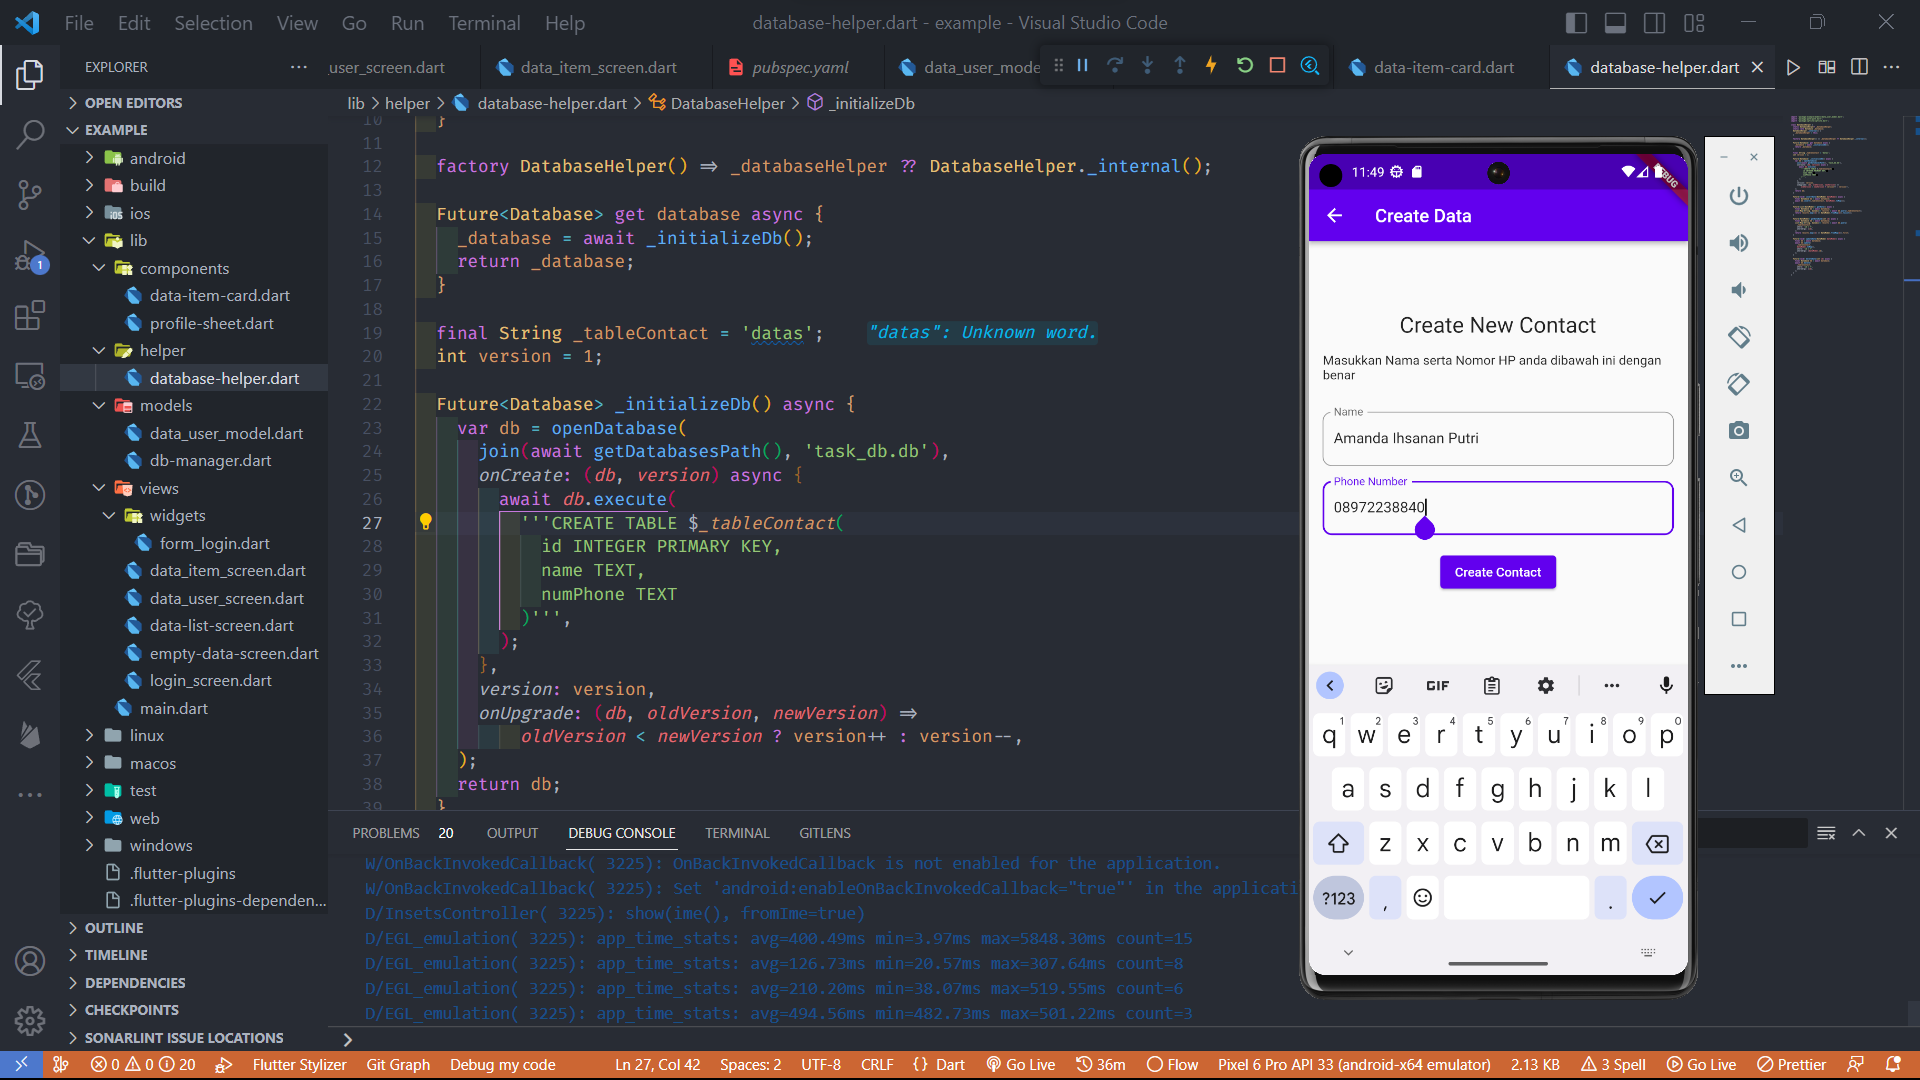 File Edit Selection View Go Run Terminal Help
database-helper.dart - example - Visual Studio Code
EXPLORER
_user_screen.dart
data_item_screen.dart
pubspec.yaml
data_user_mode
data-item-card.dart
database-helper.dart
OPEN EDITORS
EXAMPLE
android
build
ios
lib
components
data-item-card.dart
profile-sheet.dart
helper
database-helper.dart
models
data_user_model.dart
db-manager.dart
views
widgets
form_login.dart
data_item_screen.dart
data_user_screen.dart
data-list-screen.dart
empty-data-screen.dart
login_screen.dart
main.dart
linux
macos
test
web
windows
.flutter-plugins
.flutter-plugins-dependen...
OUTLINE
TIMELINE
DEPENDENCIES
CHECKPOINTS
SONARLINT ISSUE LOCATIONS
1
lib > helper > database-helper.dart > DatabaseHelper > _initializeDb
10 }
11
12 factory DatabaseHelper() => _databaseHelper ?? DatabaseHelper._internal();
13
14 Future<Database> get database async {
15 _database = await _initializeDb();
16 return _database;
17 }
18
19 final String _tableContact = 'datas'; "datas": Unknown word.
20 int version = 1;
21
22 Future<Database> _initializeDb() async {
23 var db = openDatabase(
24 join(await getDatabasesPath(), 'task_db.db'),
25 onCreate: (db, version) async {
26 await db.execute(
27 '''CREATE TABLE $_tableContact(
28 id INTEGER PRIMARY KEY,
29 name TEXT,
30 numPhone TEXT
31 )''',
32 );
33 },
34 version: version,
35 onUpgrade: (db, oldVersion, newVersion) =>
36 oldVersion < newVersion ? version++ : version--,
37 );
38 return db;
39 }
PROBLEMS 20 OUTPUT DEBUG CONSOLE TERMINAL GITLENS
W/OnBackInvokedCallback( 3225): OnBackInvokedCallback is not enabled for the application.
W/OnBackInvokedCallback( 3225): Set 'android:enableOnBackInvokedCallback="true"' in the applicati
D/InsetsController( 3225): show(ime(), fromIme=true)
D/EGL_emulation( 3225): app_time_stats: avg=400.49ms min=3.97ms max=5848.30ms count=15
D/EGL_emulation( 3225): app_time_stats: avg=126.73ms min=20.57ms max=307.64ms count=8
D/EGL_emulation( 3225): app_time_stats: avg=210.20ms min=38.07ms max=519.55ms count=6
D/EGL_emulation( 3225): app_time_stats: avg=494.56ms min=482.73ms max=501.22ms count=3
11:49
Create Data
Create New Contact
Masukkan Nama serta Nomor HP anda dibawah ini dengan
benar
Name
Amanda Ihsanan Putri
Phone Number
08972238840
Create Contact
GIF
1 2 3 4 5 6 7 8 9 0
q w e r t y u i o p
a s d f g h j k l
z x c v b n m
?123 , .
0 0 20 Flutter Stylizer Git Graph Debug my code Ln 27, Col 42 Spaces: 2 UTF-8 CRLF {} Dart Go Live 36m Flow Pixel 6 Pro API 33 (android-x64 emulator) 2.13 KB 3 Spell Go Live Prettier